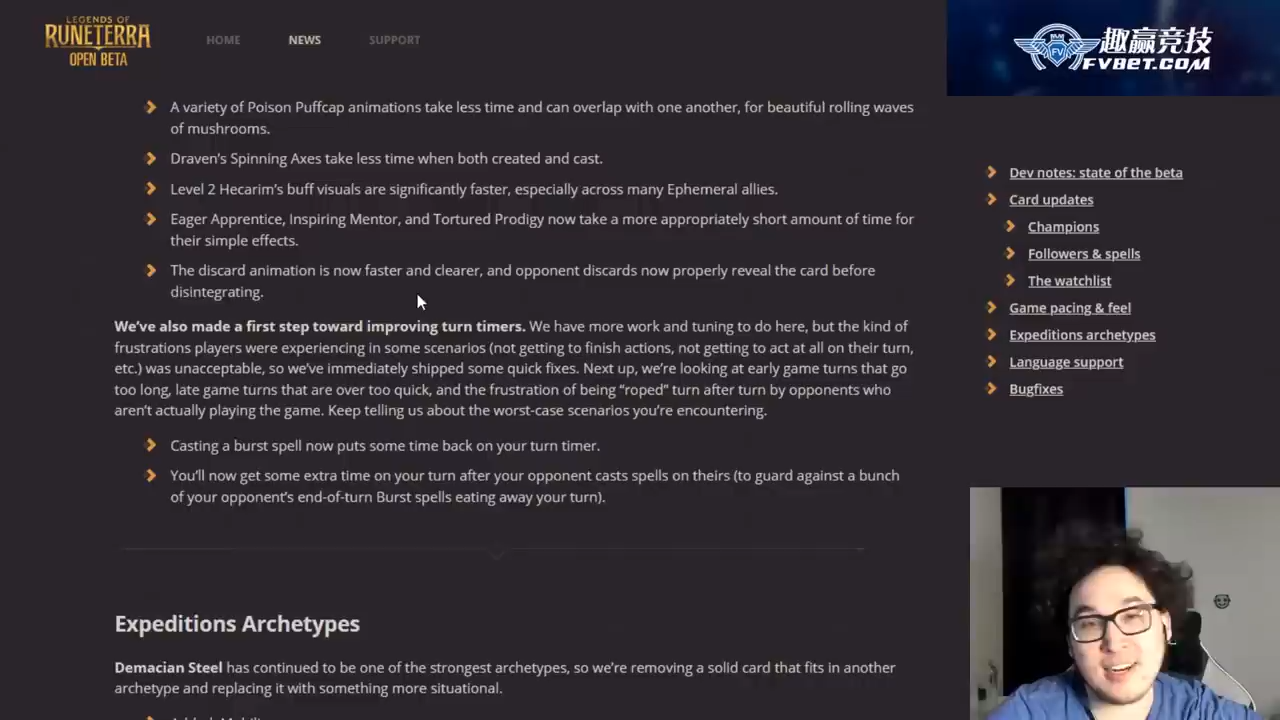 LEGENDS OF
RUNETERRA
OPEN BETA
HOME
NEWS
SUPPORT
趣赢竞技
FVBET.COM
A variety of Poison Puffcap animations take less time and can overlap with one another, for beautiful rolling waves
of mushrooms.
Draven's Spinning Axes take less time when both created and cast.
Level 2 Hecarim's buff visuals are significantly faster, especially across many Ephemeral allies.
Eager Apprentice, Inspiring Mentor, and Tortured Prodigy now take a more appropriately short amount of time for
their simple effects.
The discard animation is now faster and clearer, and opponent discards now properly reveal the card before
disintegrating.
We've also made a first step toward improving turn timers. We have more work and tuning to do here, but the kind of
frustrations players were experiencing in some scenarios (not getting to finish actions, not getting to act at all on their turn,
etc.) was unacceptable, so we've immediately shipped some quick fixes. Next up, we're looking at early game turns that go
too long, late game turns that are over too quick, and the frustration of being “roped” turn after turn by opponents who
aren't actually playing the game. Keep telling us about the worst-case scenarios you're encountering.
Casting a burst spell now puts some time back on your turn timer.
You'll now get some extra time on your turn after your opponent casts spells on theirs (to guard against a bunch
of your opponent's end-of-turn Burst spells eating away your turn).
Expeditions Archetypes
Demacian Steel has continued to be one of the strongest archetypes, so we're removing a solid card that fits in another
archetype and replacing it with something more situational.
Dev notes: state of the beta
Card updates
Champions
Followers & spells
The watchlist
Game pacing & feel
Expeditions archetypes
Language support
Bugfixes